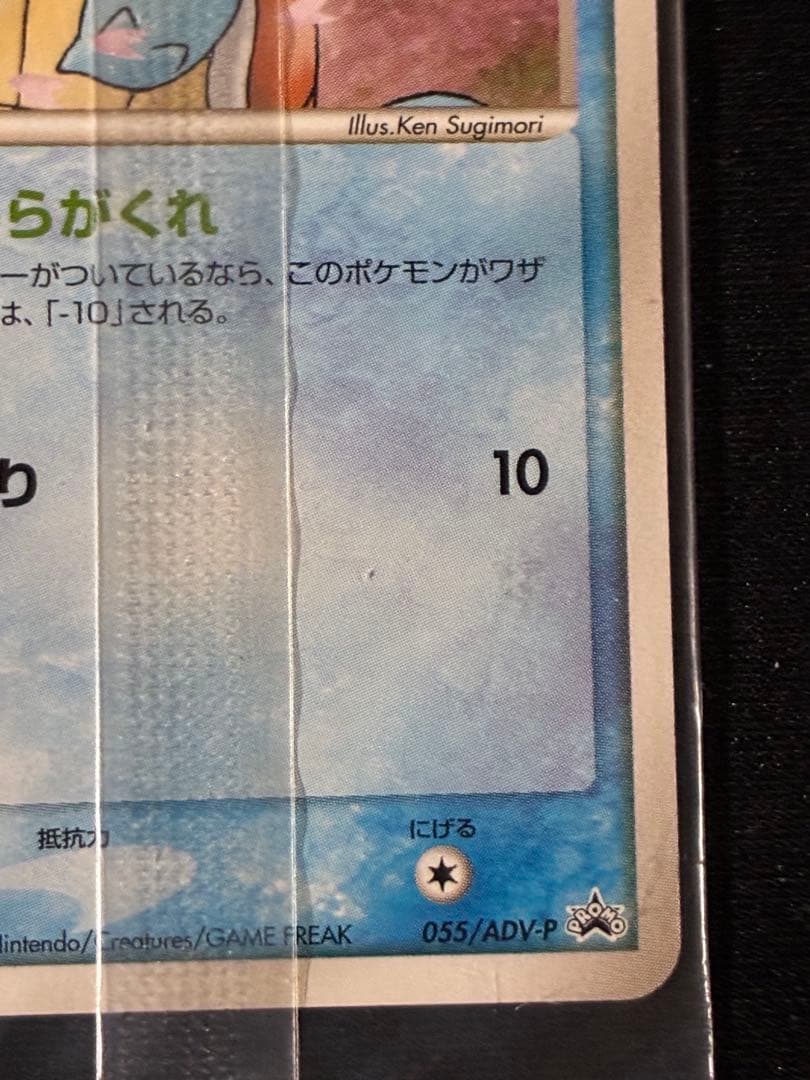 Illus.Ken Sugimori
らがくれ
ーがついているなら、このポケモンがワザ
は、「-10」される。
り 10
抵抗力 にげる
Nintendo/Creatures/GAME FREAK 055/ADV-P PROMO